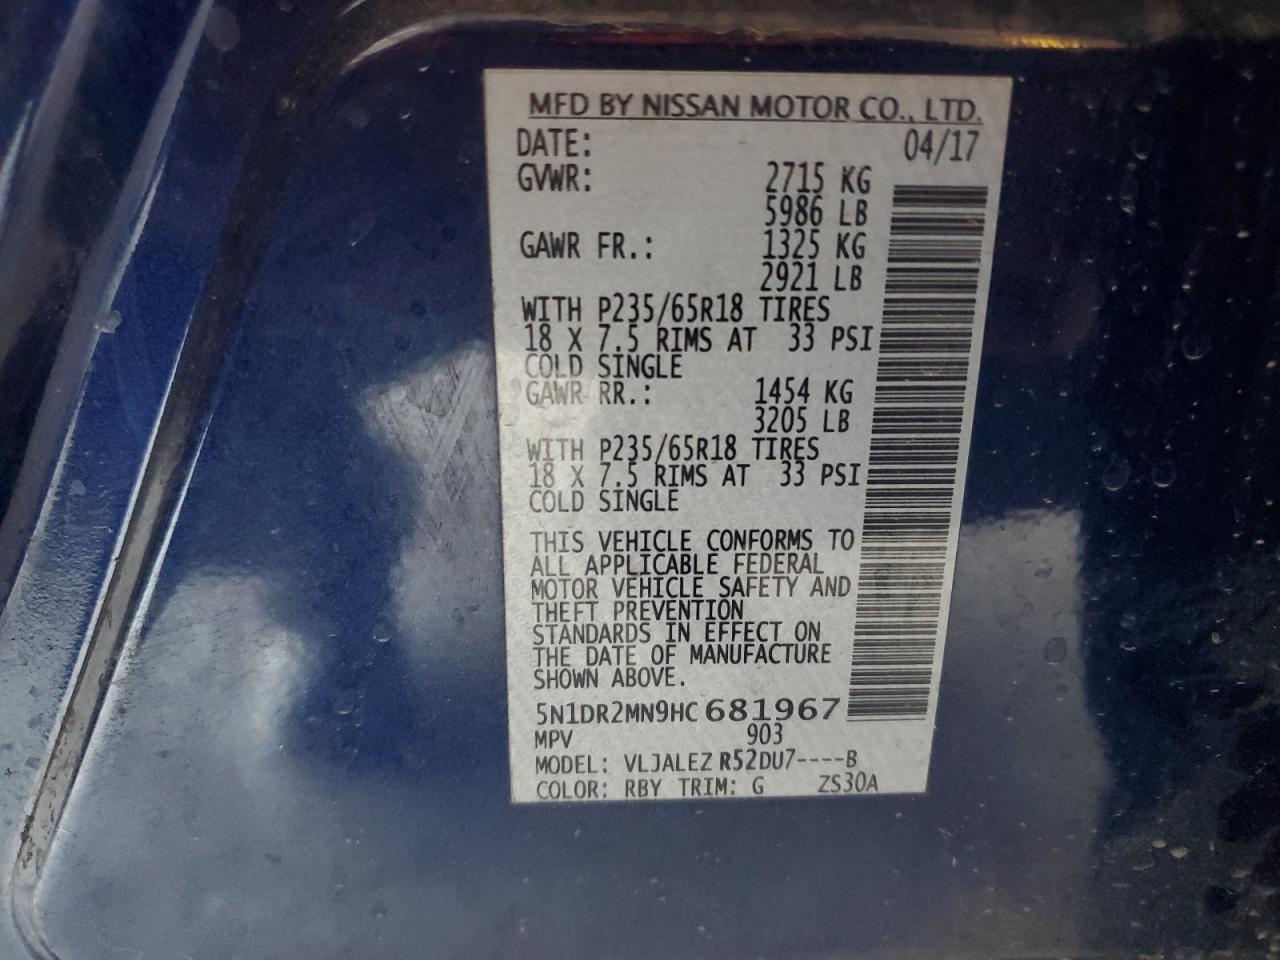 MFD BY NISSAN MOTOR CO., LTD.
DATE: 04/17
GVWR: 2715 KG
5986 LB
GAWR FR.: 1325 KG
2921 LB
WITH P235/65R18 TIRES
18 X 7.5 RIMS AT 33 PSI
COLD SINGLE
GAWR RR.: 1454 KG
3205 LB
WITH P235/65R18 TIRES
18 X 7.5 RIMS AT 33 PSI
COLD SINGLE
THIS VEHICLE CONFORMS TO
ALL APPLICABLE FEDERAL
MOTOR VEHICLE SAFETY AND
THEFT PREVENTION
STANDARDS IN EFFECT ON
THE DATE OF MANUFACTURE
SHOWN ABOVE.
5N1DR2MN9HC681967
MPV 903
MODEL: VLJALEZ R52DU7----B
COLOR: RBY TRIM: G ZS30A